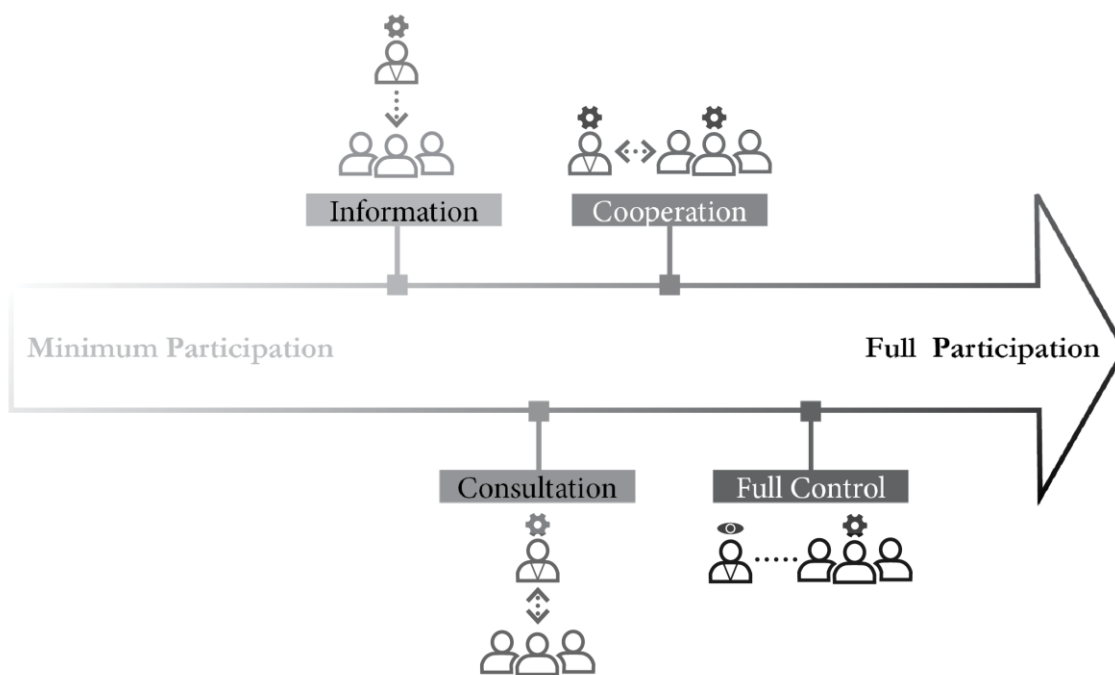 Information
Cooperation
Minimum Participation
Full Participation
Consultation
Full Control